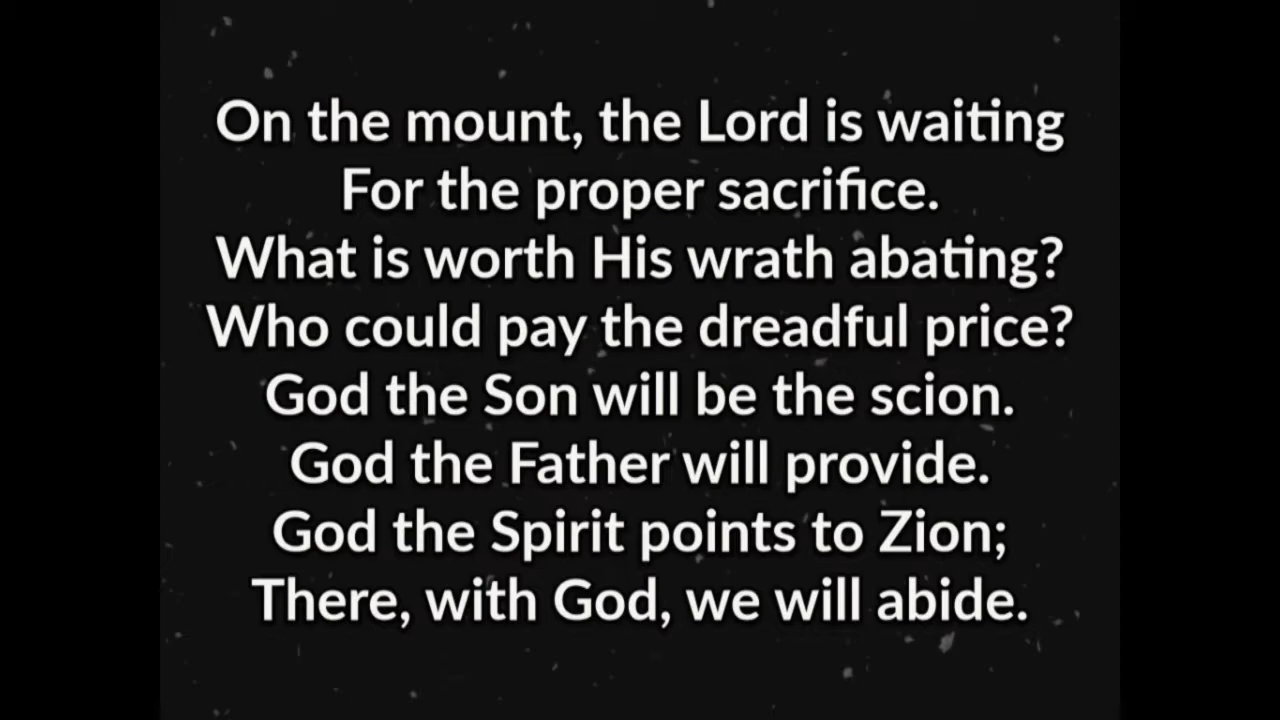 On the mount, the Lord is waiting
For the proper sacrifice.
What is worth His wrath abating?
Who could pay the dreadful price?
God the Son will be the scion.
God the Father will provide.
God the Spirit points to Zion;
There, with God, we will abide.